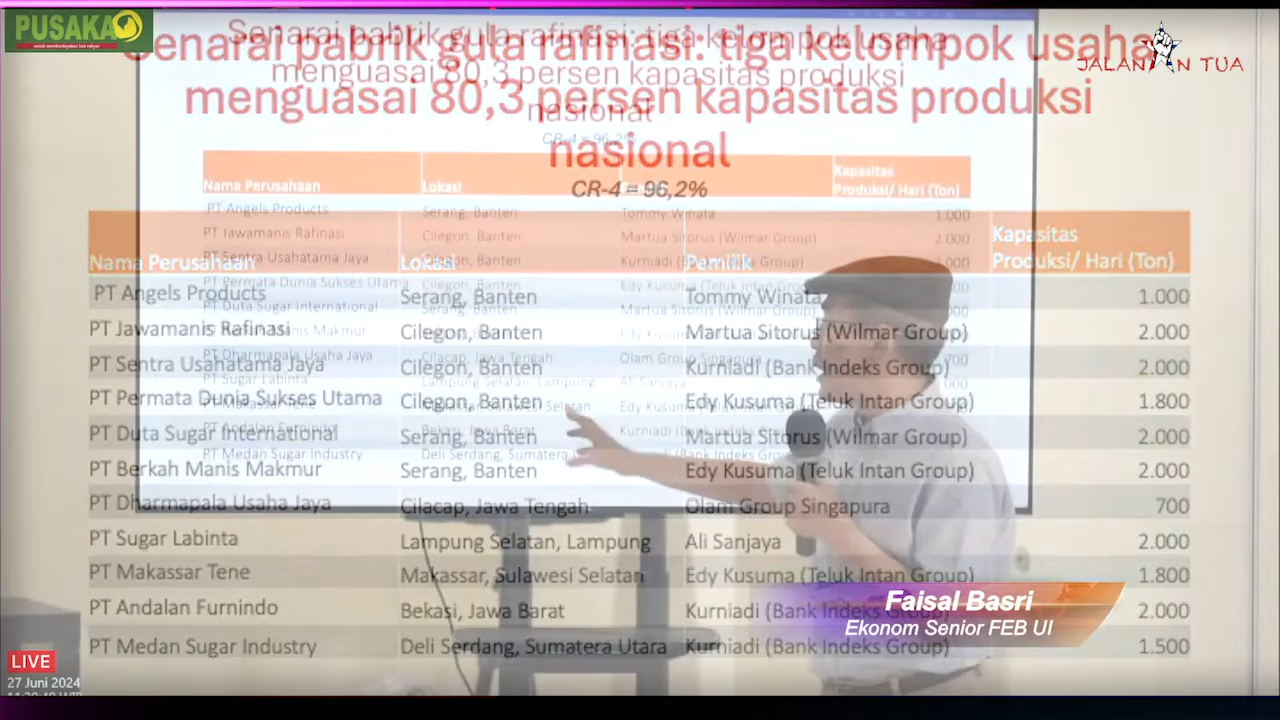 PUSAKA
untuk memberdayakan hak rakyat
JALANAN TUA
Senarai pabrik gula rafinasi: tiga kelompok usaha
menguasai 80,3 persen kapasitas produksi
nasional
CR-4 = 96,2%
Nama Perusahaan Lokasi Pemilik Kapasitas Produksi/ Hari (Ton)
PT Angels Products Serang, Banten Tommy Winata 1.000
PT Jawamanis Rafinasi Cilegon, Banten Martua Sitorus (Wilmar Group) 2.000
PT Sentra Usahatama Jaya Cilegon, Banten Kurniadi (Bank Indeks Group) 2.000
PT Permata Dunia Sukses Utama Cilegon, Banten Edy Kusuma (Teluk Intan Group) 1.800
PT Duta Sugar International Serang, Banten Martua Sitorus (Wilmar Group) 2.000
PT Berkah Manis Makmur Serang, Banten Edy Kusuma (Teluk Intan Group) 2.000
PT Dharmapala Usaha Jaya Cilacap, Jawa Tengah Olam Group Singapura 700
PT Sugar Labinta Lampung Selatan, Lampung Ali Sanjaya 2.000
PT Makassar Tene Makassar, Sulawesi Selatan Edy Kusuma (Teluk Intan Group) 1.800
PT Andalan Furnindo Bekasi, Jawa Barat Kurniadi (Bank Indeks Group) 2.000
PT Medan Sugar Industry Deli Serdang, Sumatera Utara Kurniadi (Bank Indeks Group) 1.500
Faisal Basri
Ekonom Senior FEB UI
LIVE
27 Juni 2024